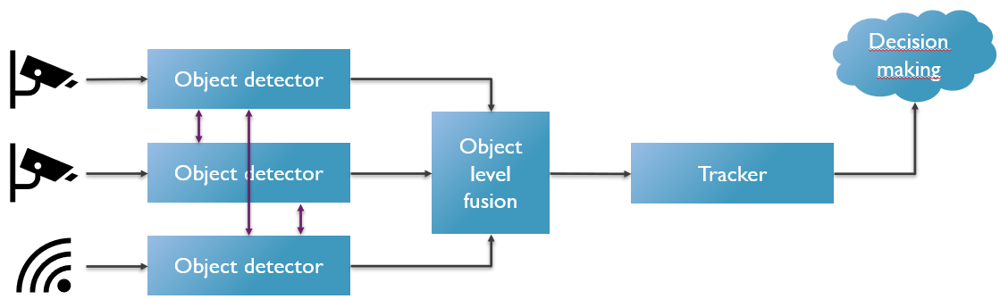 Decision
making
Object detector
Object detector
Object
level
fusion
Tracker
Object detector